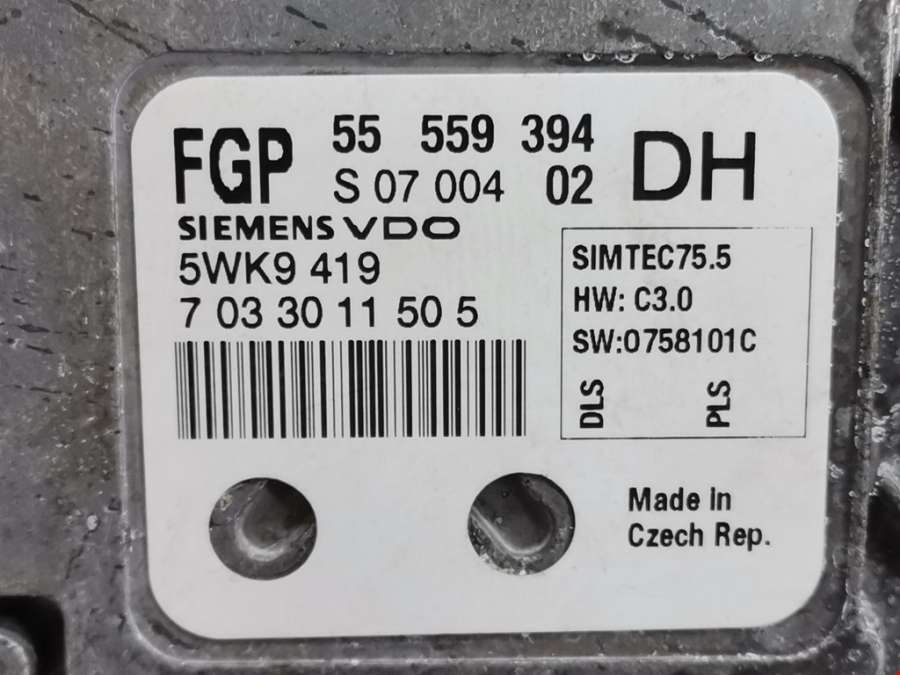 FGP 55 559 394 DH
S 07 004 02
SIEMENS VDO
5WK9 419
7 03 30 11 50 5
SIMTEC75.5
HW: C3.0
SW:0758101C
DLS PLS
Made in
Czech Rep.